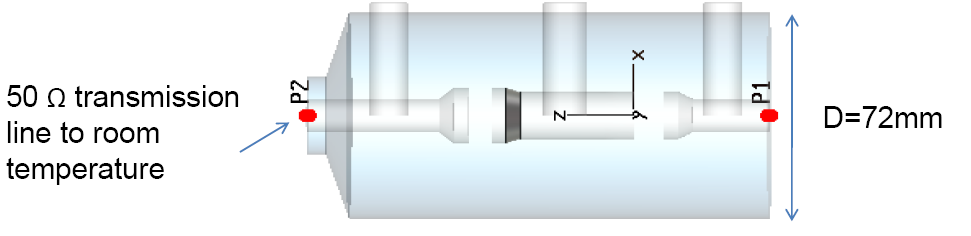 50 Ω transmission
line to room
temperature
P2
z
x
y
P1
D=72mm